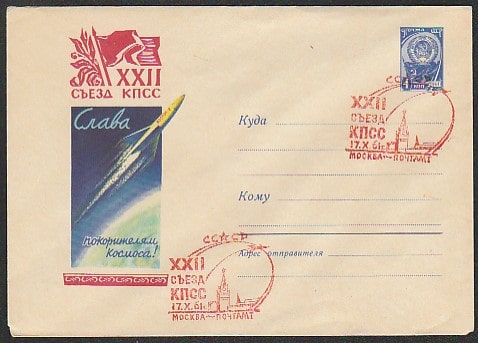 XXII
СЪЕЗД КПСС
Слава
покорителям
Космоса!
ПОЧТА СССР
4 КОП
СССР
XXII
СЪЕЗД
КПСС
17.X.61
МОСКВА-ПОЧТАМТ
Куда
Кому
Адрес отправителя
СССР
XXII
СЪЕЗД
КПСС
17.X.61
МОСКВА-ПОЧТАМТ